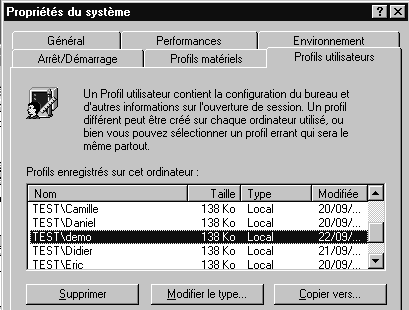 Propriétés du système
Général Performances Environnement
Arrêt/Démarrage Profils matériels Profils utilisateurs
Un Profil utilisateur contient la configuration du bureau et
d'autres informations sur l'ouverture de session. Un profil
différent peut être créé sur chaque ordinateur utilisé, ou
bien vous pouvez sélectionner un profil errant qui sera le
même partout.
Profils enregistrés sur cet ordinateur :
Nom Taille Type Modifiée
TEST\Camille 138 Ko Local 20/09/...
TEST\Daniel 138 Ko Local 20/09/...
TEST\demo 138 Ko Local 22/09/...
TEST\Didier 138 Ko Local 21/09/...
TEST\Eric 138 Ko Local 20/09/...
Supprimer Modifier le type... Copier vers...